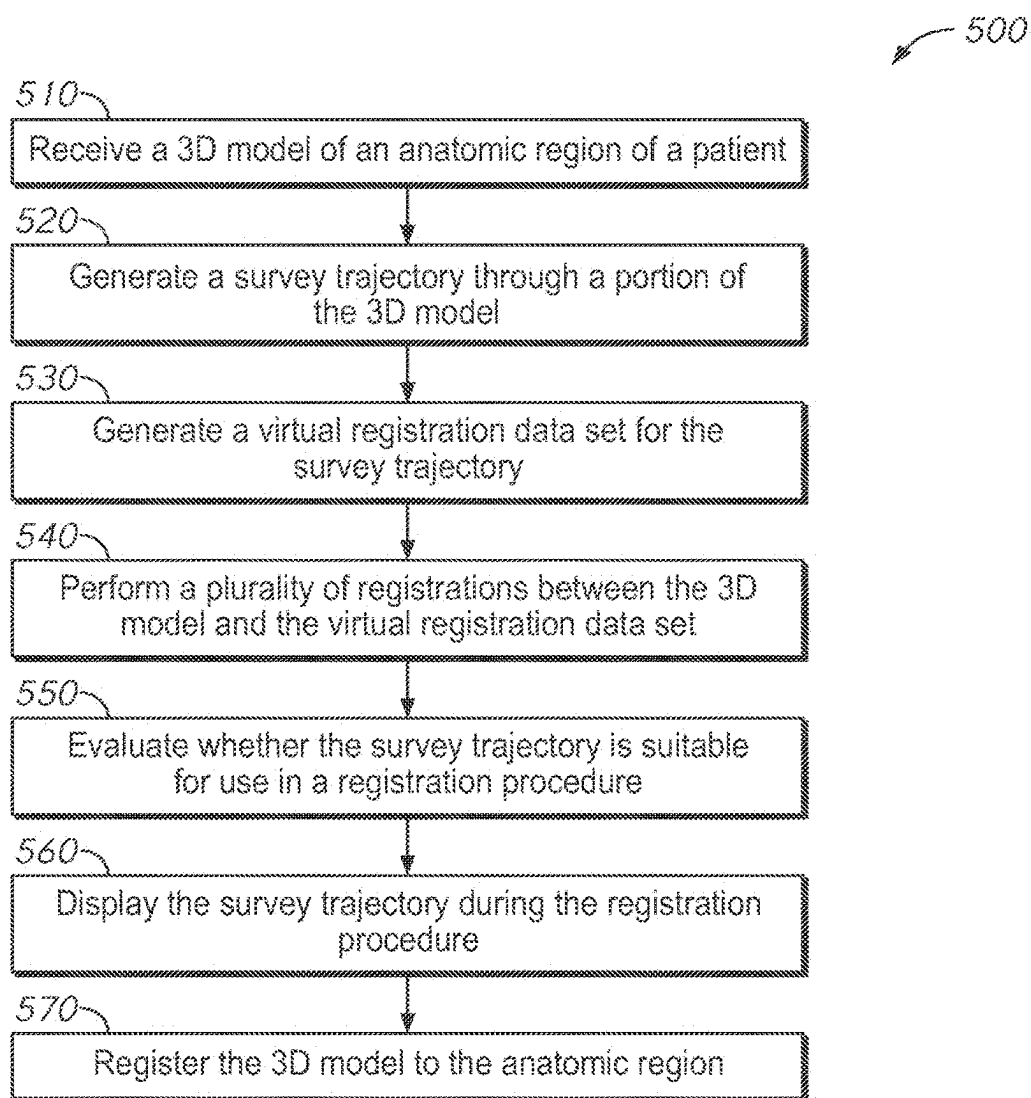 500
510
Receive a 3D model of an anatomic region of a patient
520
Generate a survey trajectory through a portion of
the 3D model
530
Generate a virtual registration data set for the
survey trajectory
540
Perform a plurality of registrations between the 3D
model and the virtual registration data set
550
Evaluate whether the survey trajectory is suitable
for use in a registration procedure
560
Display the survey trajectory during the registration
procedure
570
Register the 3D model to the anatomic region